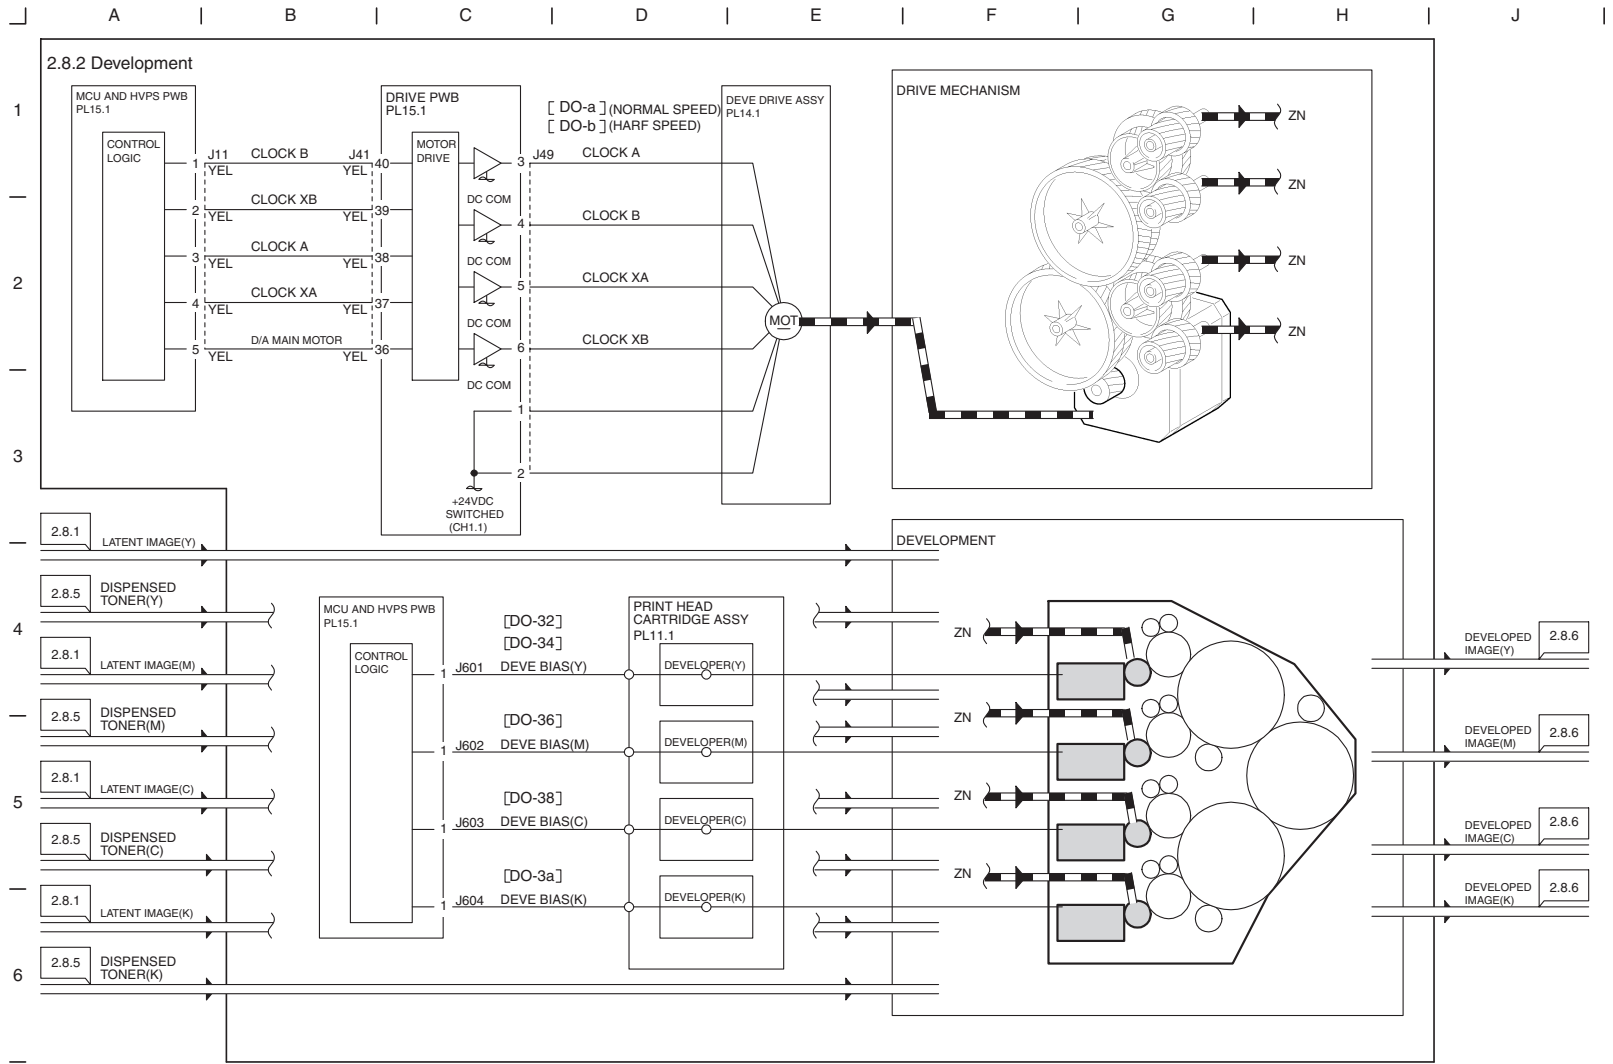 A B C D E F G H J
2.8.2 Development
1
2
3
4
5
6
MCU AND HVPS PWB
PL15.1
CONTROL
LOGIC
1 J11 CLOCK B J41 40
YEL YEL
2 CLOCK XB 39
YEL YEL
3 CLOCK A 38
YEL YEL
4 CLOCK XA 37
YEL YEL
5 D/A MAIN MOTOR 36
YEL YEL
DRIVE PWB
PL15.1
MOTOR
DRIVE
DC COM
DC COM
DC COM
DC COM
+24VDC
SWITCHED
(CH1.1)
[ DO-a ] (NORMAL SPEED)
[ DO-b ] (HARF SPEED)
3 J49 CLOCK A
4 CLOCK B
5 CLOCK XA
6 CLOCK XB
1
2
DEVE DRIVE ASSY
PL14.1
MOT
DRIVE MECHANISM
ZN
ZN
ZN
ZN
2.8.1 LATENT IMAGE(Y)
2.8.5 DISPENSED
TONER(Y)
2.8.1 LATENT IMAGE(M)
2.8.5 DISPENSED
TONER(M)
2.8.1 LATENT IMAGE(C)
2.8.5 DISPENSED
TONER(C)
2.8.1 LATENT IMAGE(K)
2.8.5 DISPENSED
TONER(K)
MCU AND HVPS PWB
PL15.1
CONTROL
LOGIC
[DO-32]
[DO-34]
1 J601 DEVE BIAS(Y)
[DO-36]
1 J602 DEVE BIAS(M)
[DO-38]
1 J603 DEVE BIAS(C)
[DO-3a]
1 J604 DEVE BIAS(K)
PRINT HEAD
CARTRIDGE ASSY
PL11.1
DEVELOPER(Y)
DEVELOPER(M)
DEVELOPER(C)
DEVELOPER(K)
DEVELOPMENT
ZN
ZN
ZN
ZN
DEVELOPED
IMAGE(Y)
2.8.6
DEVELOPED
IMAGE(M)
2.8.6
DEVELOPED
IMAGE(C)
2.8.6
DEVELOPED
IMAGE(K)
2.8.6